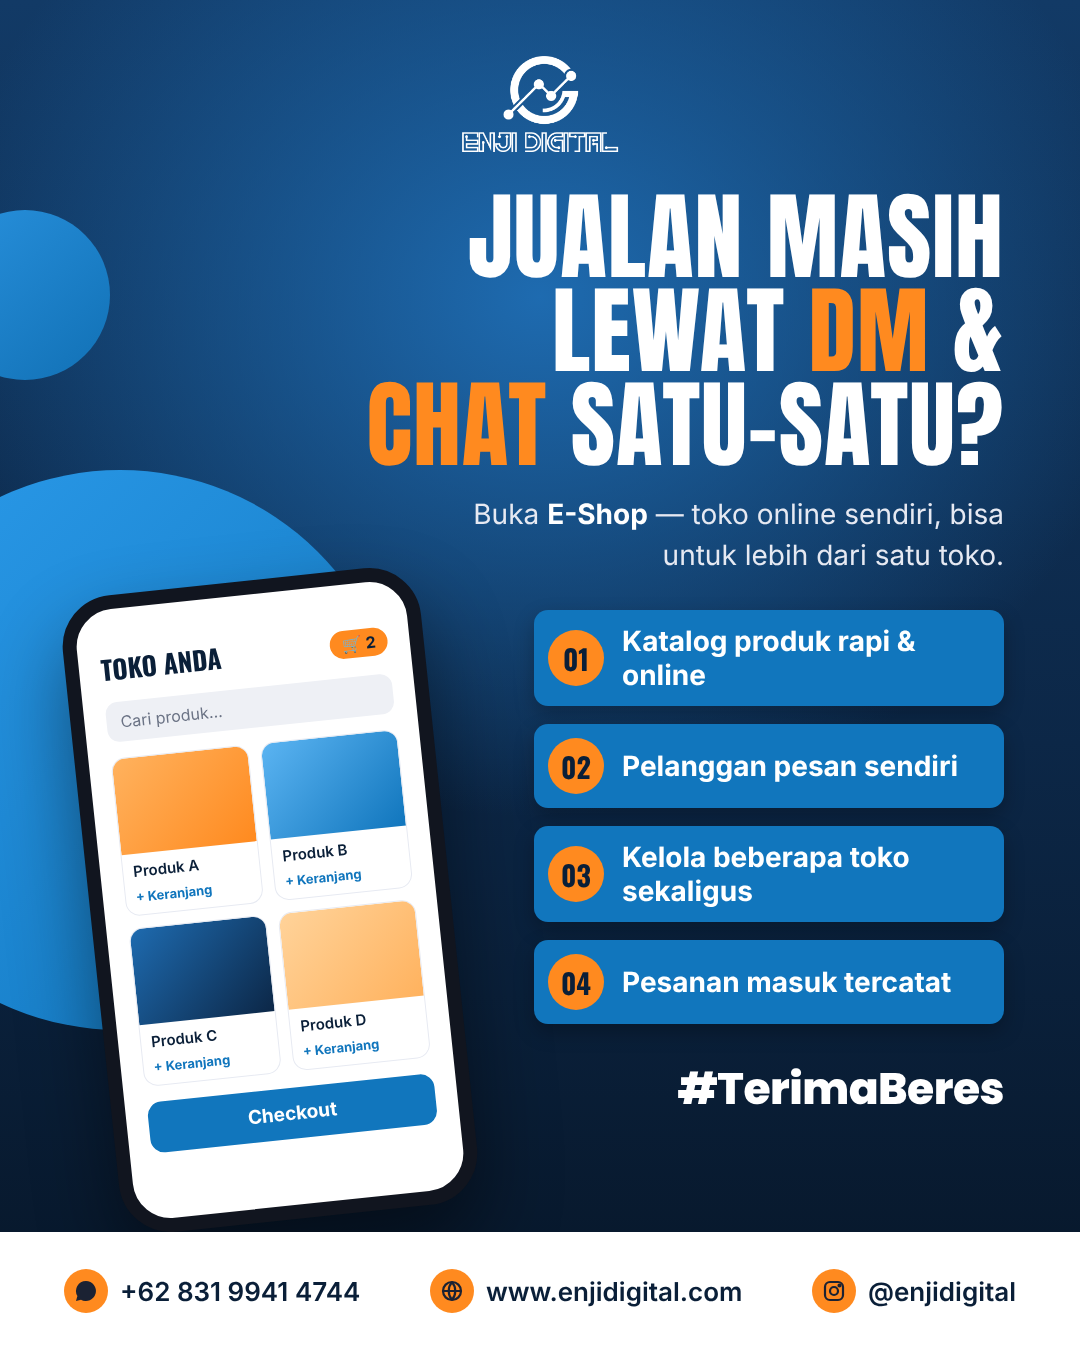 ENJI DIGITAL
JUALAN MASIH
LEWAT DM &
CHAT SATU-SATU?
Buka E-Shop — toko online sendiri, bisa
untuk lebih dari satu toko.
01 Katalog produk rapi &
online
02 Pelanggan pesan sendiri
03 Kelola beberapa toko
sekaligus
04 Pesanan masuk tercatat
#TerimaBeres
TOKO ANDA
2
Cari produk...
Produk A
+ Keranjang
Produk B
+ Keranjang
Produk C
+ Keranjang
Produk D
+ Keranjang
Checkout
+62 831 9941 4744
www.enjidigital.com
@enjidigital